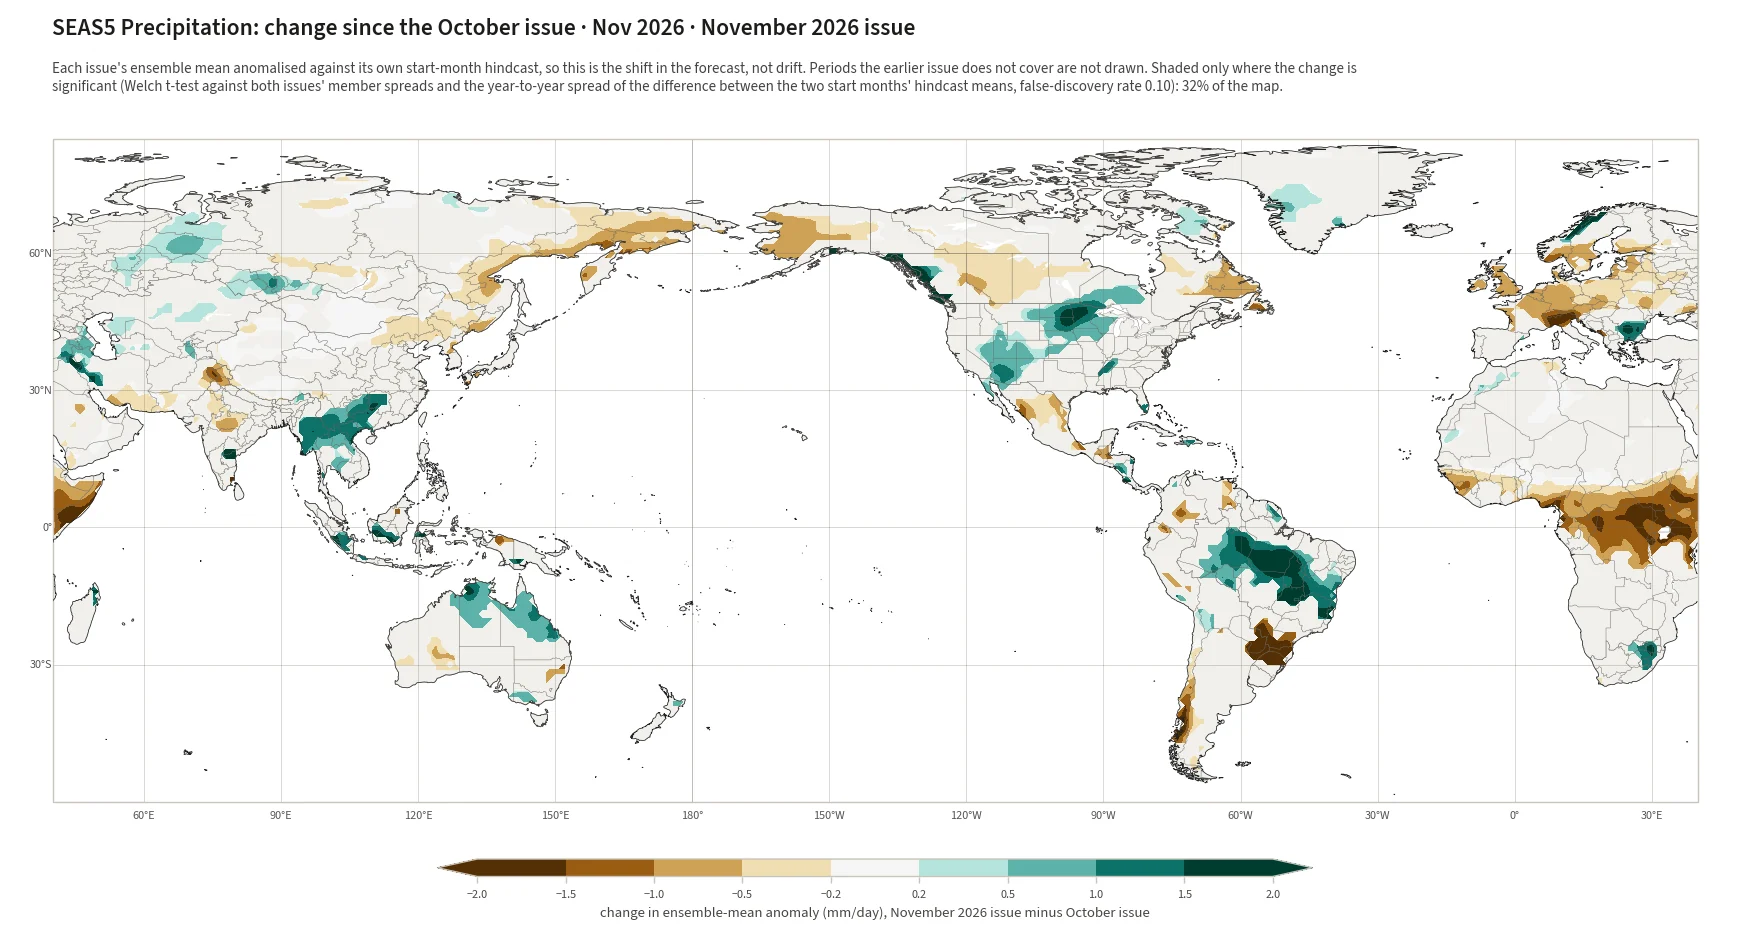 SEAS5 Precipitation: change since the October issue · Nov 2026 · November 2026 issue
Each issue's ensemble mean anomalised against its own start-month hindcast, so this is the shift in the forecast, not drift. Periods the earlier issue does not cover are not drawn. Shaded only where the change is
significant (Welch t-test against both issues' member spreads and the year-to-year spread of the difference between the two start months' hindcast means, false-discovery rate 0.10): 32% of the map.
60°N
30°N
0°
30°S
60°E 90°E 120°E 150°E 180° 150°W 120°W 90°W 60°W 30°W 0° 30°E
−2.0 −1.5 −1.0 −0.5 −0.2 0.2 0.5 1.0 1.5 2.0
change in ensemble-mean anomaly (mm/day), November 2026 issue minus October issue